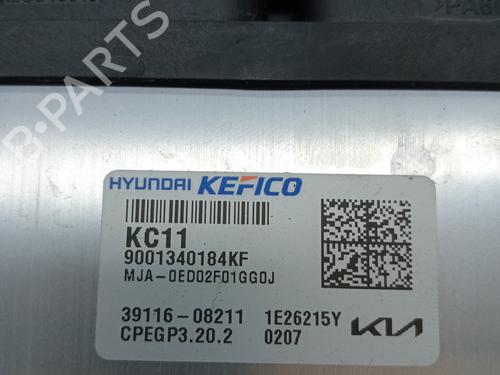 B-PARTS
HYUNDAI KEFICO
KC11
9001340184KF
MJA-0ED02F01GG0J
39116-08211 1E26215Y KIA
CPEGP3.20.2 0207